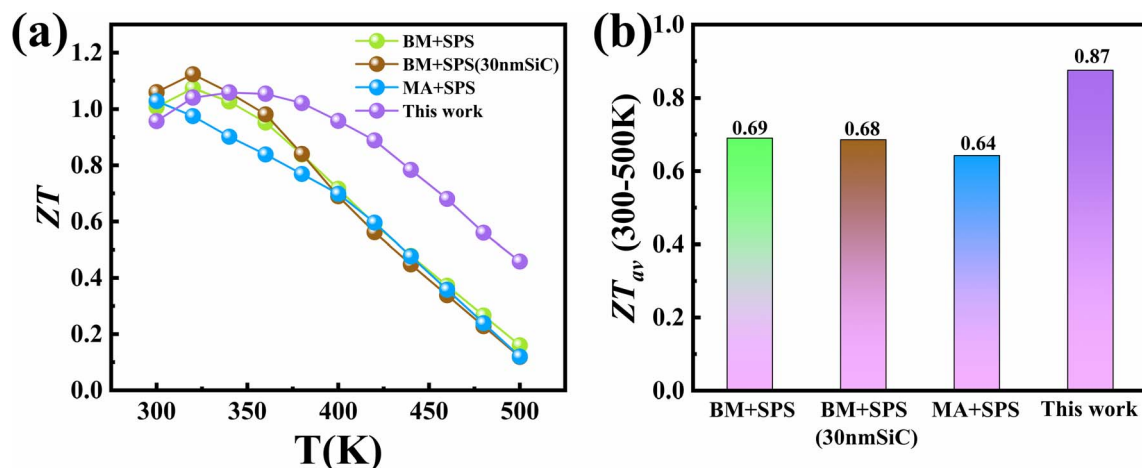 (a)
ZT
1.2
1.0
0.8
0.6
0.4
0.2
0.0
300
350
400
450
500
T(K)
BM+SPS
BM+SPS(30nmSiC)
MA+SPS
This work
(b)
ZTav (300-500K)
1.0
0.8
0.6
0.4
0.2
0.0
0.69
0.68
0.64
0.87
BM+SPS
BM+SPS
(30nmSiC)
MA+SPS
This work